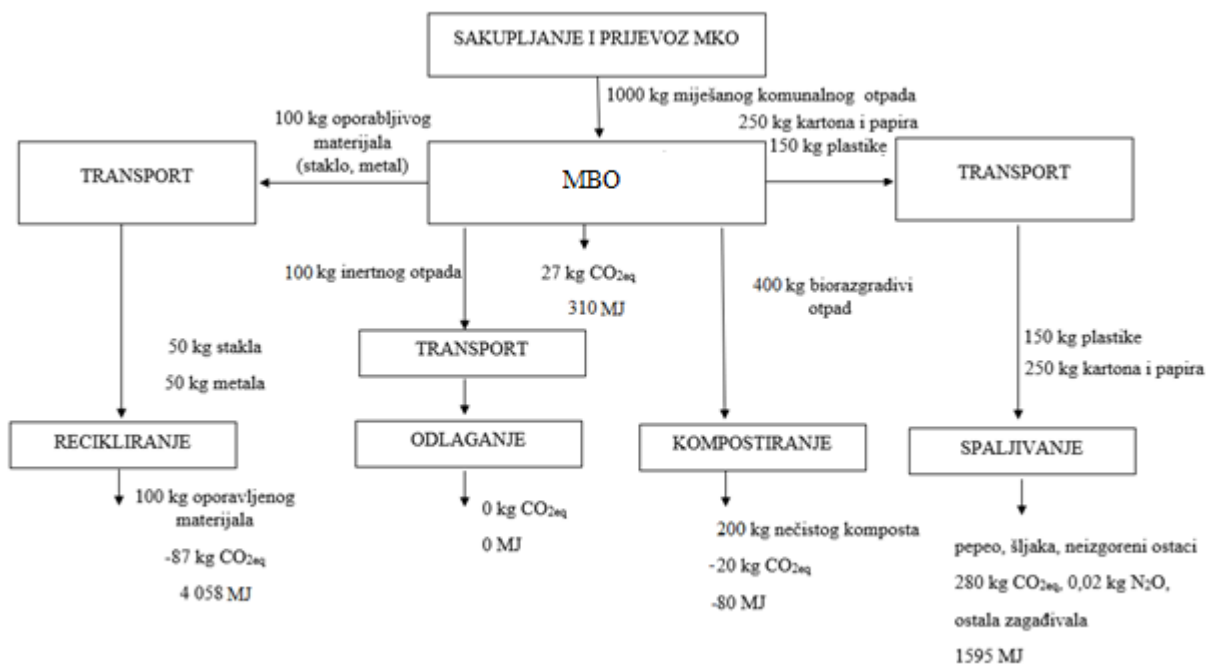 SAKUPLJANJE I PRIJEVOZ MKO
1000 kg miješanog komunalnog otpada
100 kg oporabljivog
materijala
(staklo, metal)
250 kg kartona i papira
150 kg plastike
TRANSPORT
MBO
TRANSPORT
100 kg inertnog otpada
27 kg CO₂eq
310 MJ
400 kg biorazgradivi
otpad
50 kg stakla
50 kg metala
TRANSPORT
150 kg plastike
250 kg kartona i papira
RECIKLIRANJE
ODLAGANJE
KOMPOSTIRANJE
SPALJIVANJE
100 kg oporavljenog
materijala
-87 kg CO₂eq
4 058 MJ
0 kg CO₂eq
0 MJ
200 kg nečistog komposta
-20 kg CO₂eq
-80 MJ
pepeo, šljaka, neizgoreni ostaci
280 kg CO₂eq, 0,02 kg N₂O,
ostala zagađivala
1595 MJ